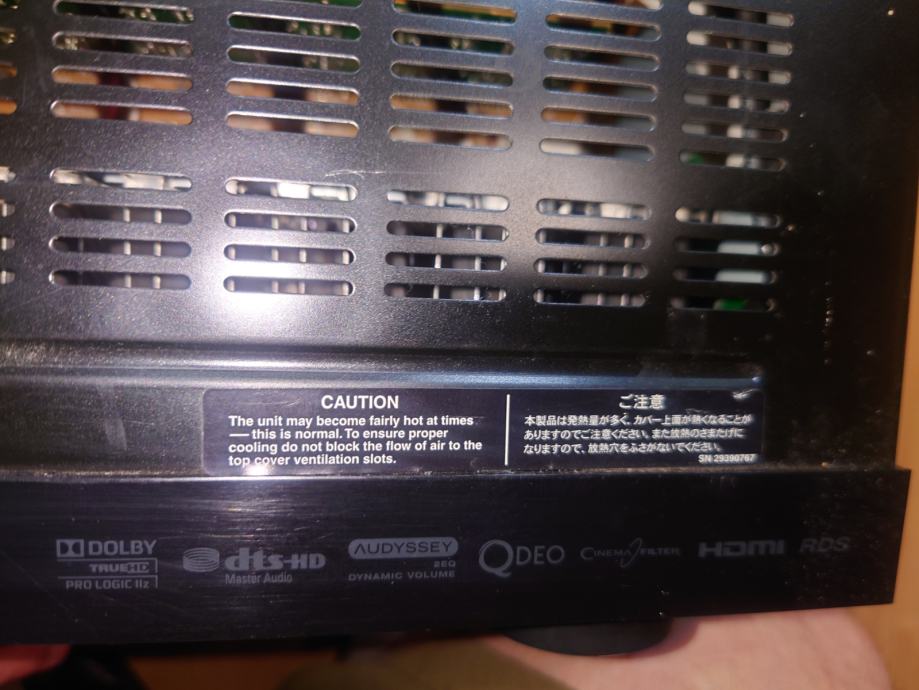 CAUTION
The unit may become fairly hot at times
— this is normal. To ensure proper
cooling do not block the flow of air to the
top cover ventilation slots.
ご注意
本製品は発熱量が多く、カバー上面が熱くなることが
ありますのでご注意ください。また放熱のさまたげに
なりますので、放熱穴をふさがないでください。
SN 29390767
DOLBY
TRUEHD
PRO LOGIC IIz
dts-HD
Master Audio
AUDYSSEY
2EQ
DYNAMIC VOLUME
QDEO
CINEMA FILTER
HDMI
RDS